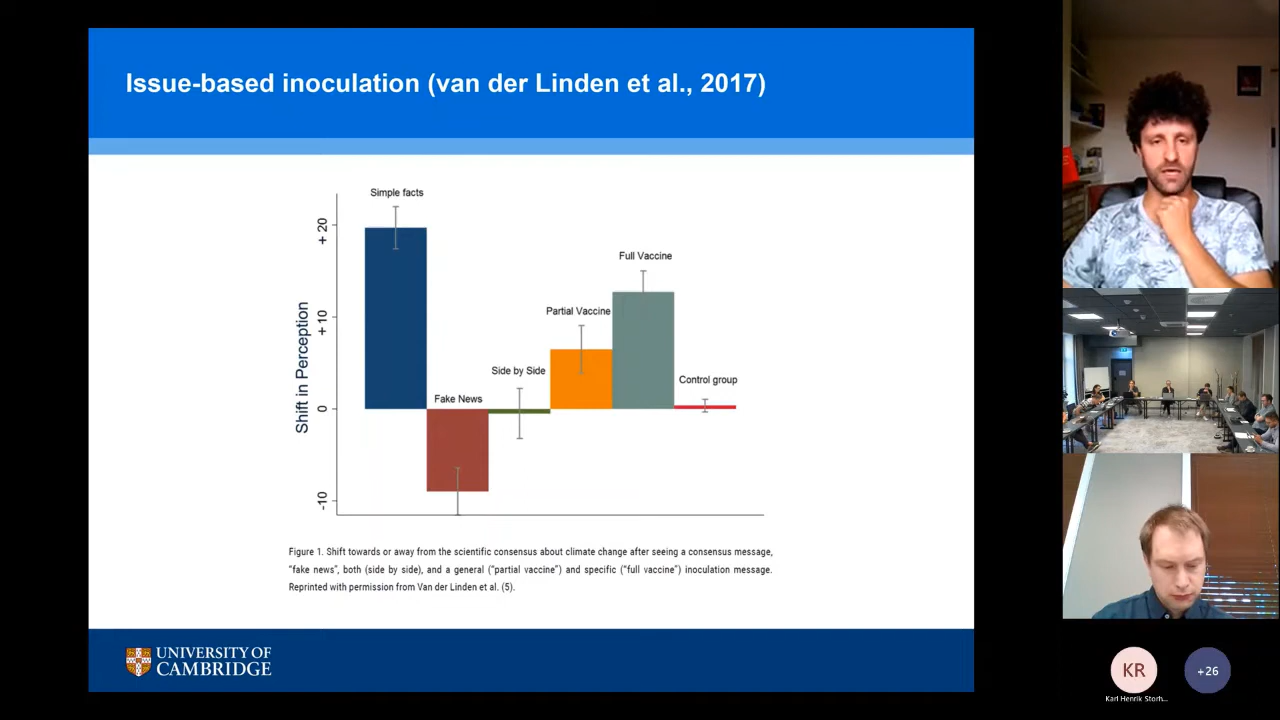 Issue-based inoculation (van der Linden et al., 2017)
Simple facts
Fake News
Side by Side
Partial Vaccine
Full Vaccine
Control group
Shift in Perception
+ 20
+ 10
0
-10
Figure 1. Shift towards or away from the scientific consensus about climate change after seeing a consensus message,
"fake news", both (side by side), and a general ("partial vaccine") and specific ("full vaccine") inoculation message.
Reprinted with permission from Van der Linden et al. (5).
UNIVERSITY OF
CAMBRIDGE
KR
+26
Karl Henrik Storh...